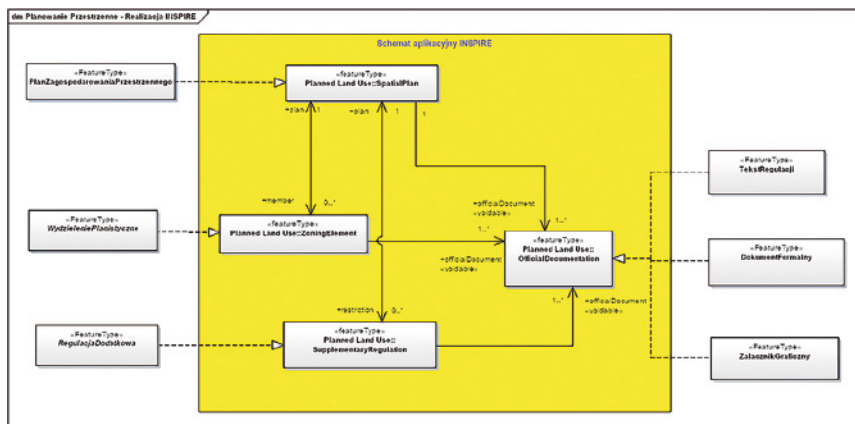 dm Planowanie Przestrzenne - Realizacja INSPIRE
Schemat aplikacyjny INSPIRE
«FeatureType»
PlanZagospodarowaniaPrzestrzennego
«featureType»
Planned Land Use::SpatialPlan
+plan
1
+plan
1
1
«FeatureType»
TekstRegulacji
+member
0..*
+officialDocument
«voidable»
1..*
«FeatureType»
WydzieleniePlanistyczne
«featureType»
Planned Land Use::ZoningElement
1..*
+officialDocument
«voidable»
«featureType»
Planned Land Use::
OfficialDocumentation
«FeatureType»
DokumentFormalny
+restriction
0..*
1..*
+officialDocument
«voidable»
«FeatureType»
RegulacjaDodatkowa
«featureType»
Planned Land Use::
SupplementaryRegulation
«FeatureType»
ZalacznikGraficzny